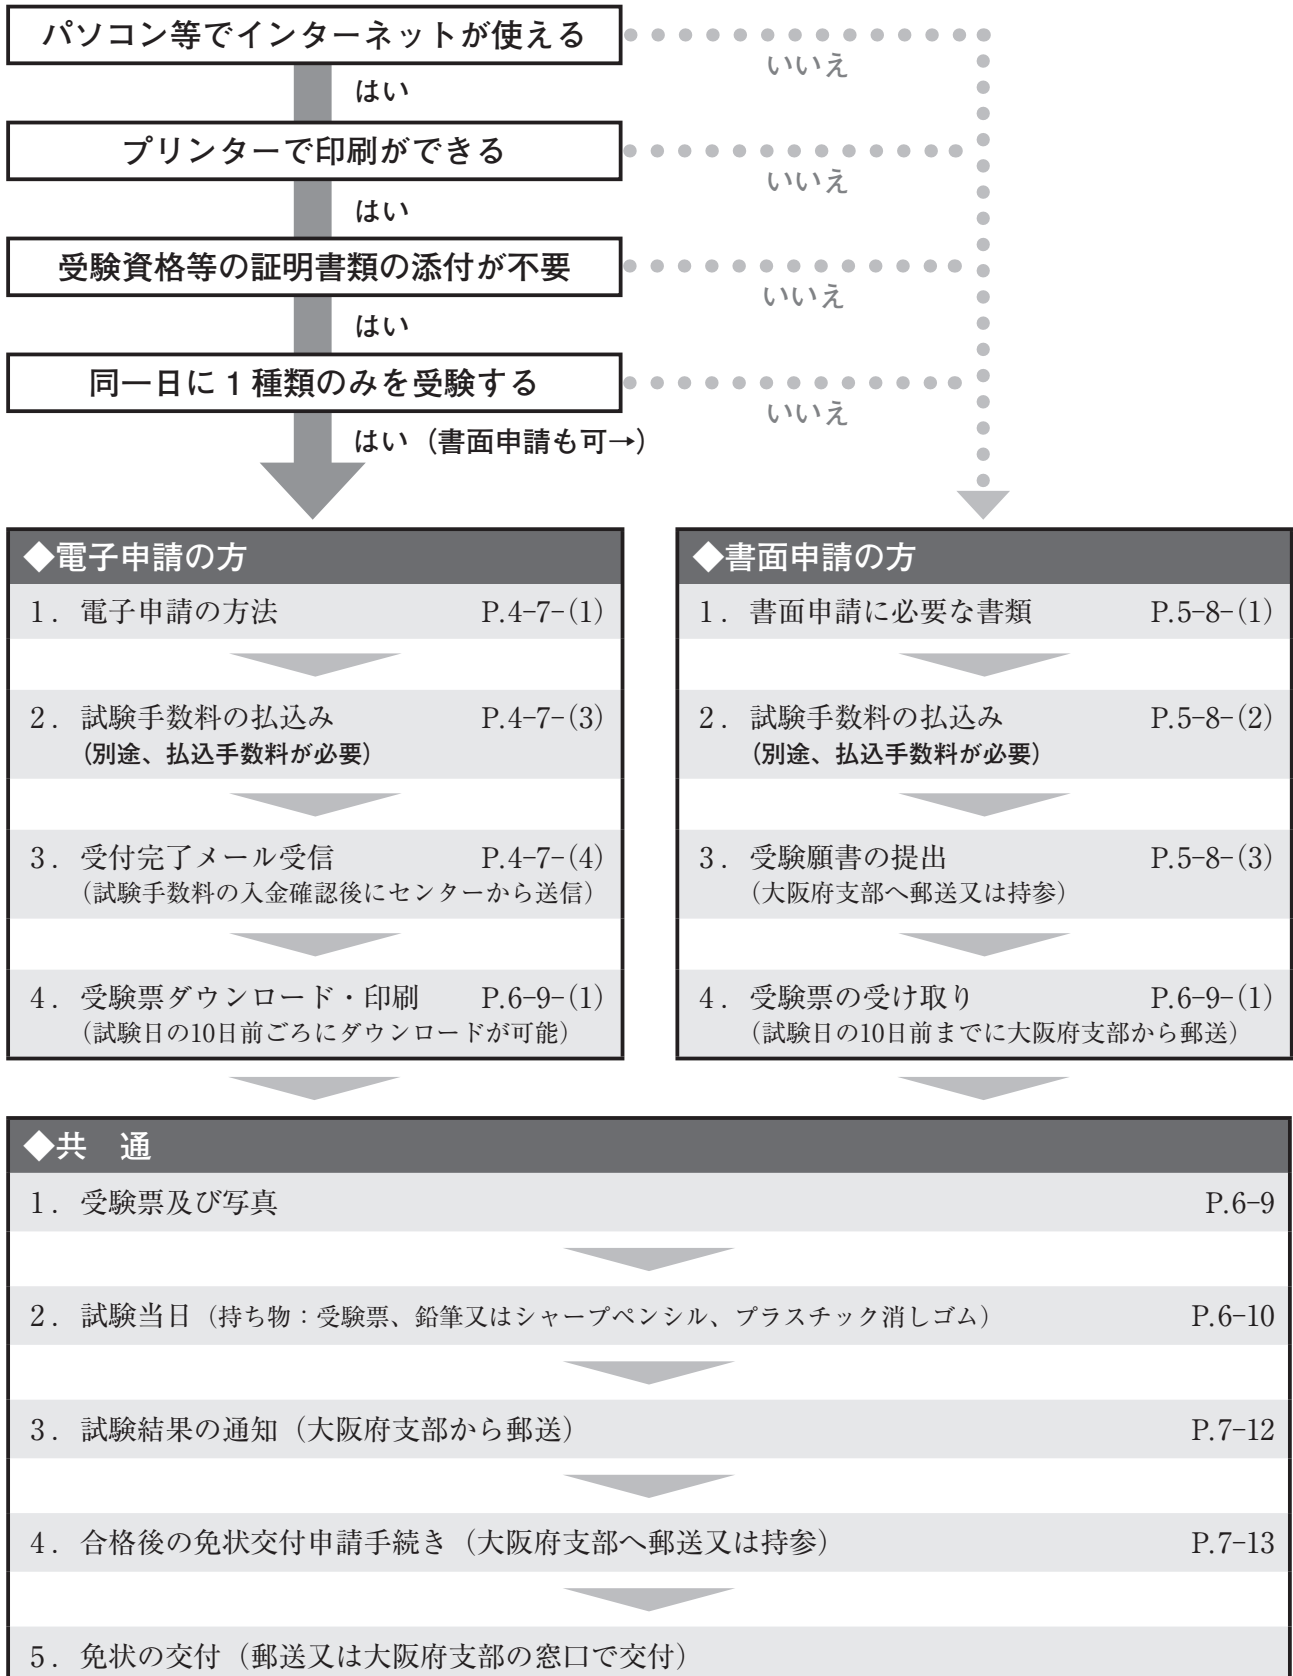 パソコン等でインターネットが使える
いいえ
はい
プリンターで印刷ができる
いいえ
はい
受験資格等の証明書類の添付が不要
いいえ
はい
同一日に１種類のみを受験する
いいえ
はい（書面申請も可→）
◆電子申請の方
１．電子申請の方法 P.4-7-(1)
２．試験手数料の払込み P.4-7-(3)
（別途、払込手数料が必要）
３．受付完了メール受信 P.4-7-(4)
（試験手数料の入金確認後にセンターから送信）
４．受験票ダウンロード・印刷 P.6-9-(1)
（試験日の10日前ごろにダウンロードが可能）
◆書面申請の方
１．書面申請に必要な書類 P.5-8-(1)
２．試験手数料の払込み P.5-8-(2)
（別途、払込手数料が必要）
３．受験願書の提出 P.5-8-(3)
（大阪府支部へ郵送又は持参）
４．受験票の受け取り P.6-9-(1)
（試験日の10日前までに大阪府支部から郵送）
◆共　通
１．受験票及び写真 P.6-9
２．試験当日（持ち物：受験票、鉛筆又はシャープペンシル、プラスチック消しゴム） P.6-10
３．試験結果の通知（大阪府支部から郵送） P.7-12
４．合格後の免状交付申請手続き（大阪府支部へ郵送又は持参） P.7-13
５．免状の交付（郵送又は大阪府支部の窓口で交付）